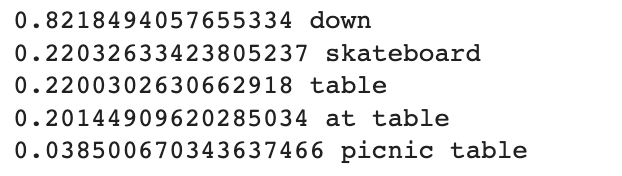 0.8218494057655334 down
0.22032633423805237 skateboard
0.2200302630662918 table
0.20144909620285034 at table
0.038500670343637466 picnic table